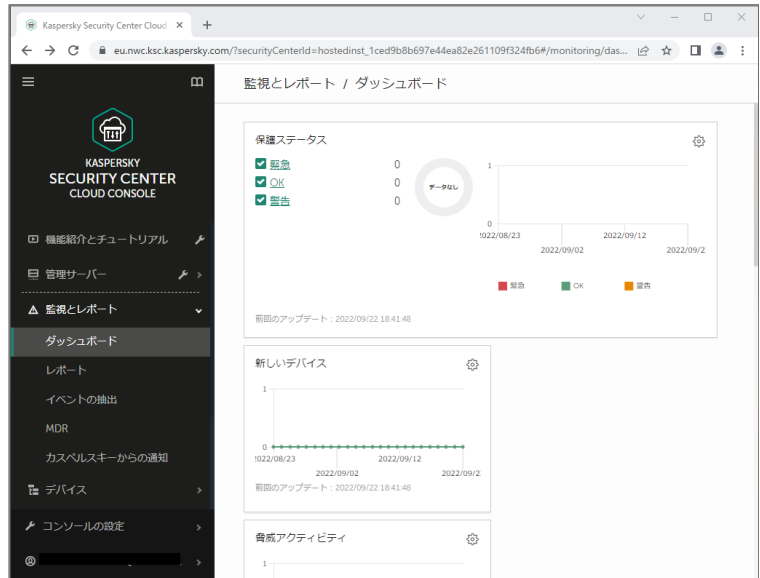 Kaspersky Security Center Cloud
eu.nwc.ksc.kaspersky.com/?securityCenterId=hostedinst_1ced9b8b697e44ea82e261109f324fb6#/monitoring/das...
KASPERSKY
SECURITY CENTER
CLOUD CONSOLE
機能紹介とチュートリアル
管理サーバー
監視とレポート
ダッシュボード
レポート
イベントの抽出
MDR
カスペルスキーからの通知
デバイス
コンソールの設定
監視とレポート / ダッシュボード
保護ステータス
緊急 0
OK 0
警告 0
データなし
1
0
2022/08/23 2022/09/12
2022/09/02 2022/09/2
緊急 OK 警告
前回のアップデート : 2022/09/22 18:41:48
新しいデバイス
1
0
2022/08/23 2022/09/12
2022/09/02 2022/09/2
前回のアップデート : 2022/09/22 18:41:48
脅威アクティビティ
1